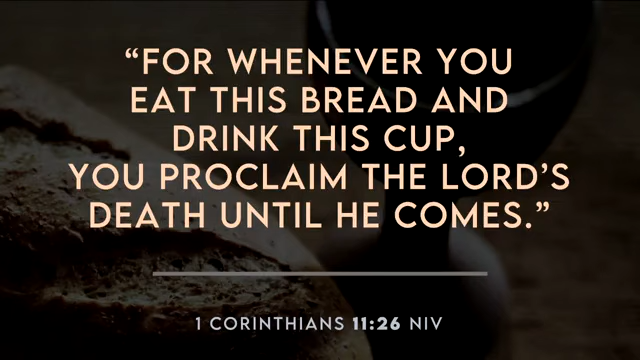 “FOR WHENEVER YOU
EAT THIS BREAD AND
DRINK THIS CUP,
YOU PROCLAIM THE LORD’S
DEATH UNTIL HE COMES.”
1 CORINTHIANS 11:26 NIV